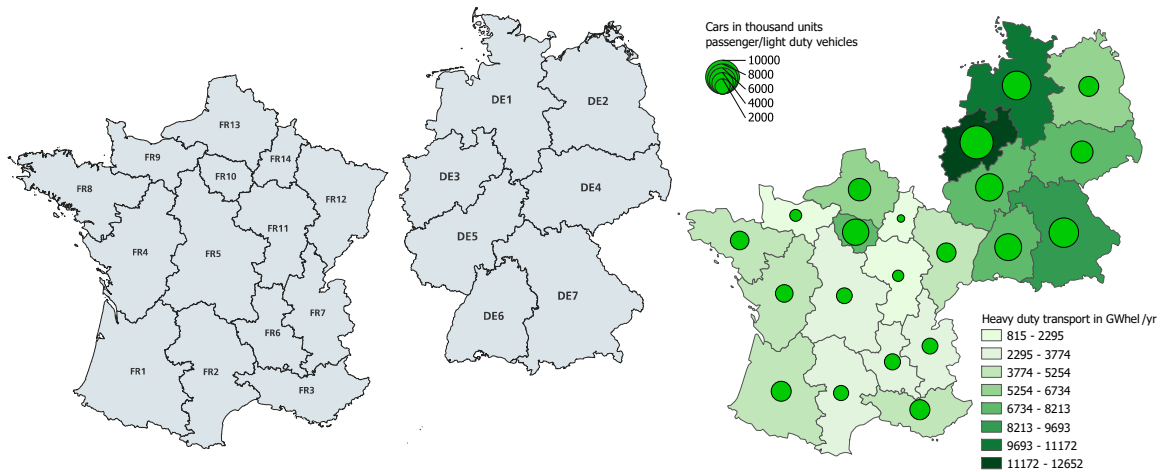 FR13
FR9
FR14
FR10
FR8
FR12
FR4
FR11
FR5
FR7
FR6
FR1
FR2
FR3
DE1
DE2
DE3
DE4
DE5
DE6
DE7
Cars in thousand units
passenger/light duty vehicles
10000
8000
6000
4000
2000
Heavy duty transport in GWhel /yr
815 - 2295
2295 - 3774
3774 - 5254
5254 - 6734
6734 - 8213
8213 - 9693
9693 - 11172
11172 - 12652